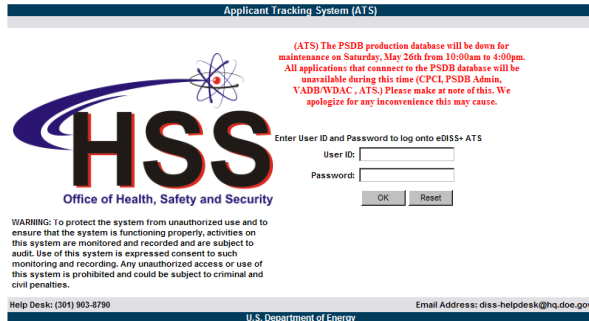 Applicant Tracking System (ATS)
(ATS) The PSDB production database will be down for
maintenance on Saturday, May 26th from 10:00am to 4:00pm.
All applications that connnect to the PSDB database will be
unavailable during this time (CPCI, PSDB Admin,
VADB/WDAC , ATS.) Please make at note of this. We
apologize for any inconvenience this may cause.
HSS
Office of Health, Safety and Security
Enter User ID and Password to log onto eDISS+ ATS
User ID:
Password:
OK Reset
WARNING: To protect the system from unauthorized use and to
ensure that the system is functioning properly, activities on
this system are monitored and recorded and are subject to
audit. Use of this system is expressed consent to such
monitoring and recording. Any unauthorized access or use of
this system is prohibited and could be subject to criminal and
civil penalties.
Help Desk: (301) 903-8790 Email Address: diss-helpdesk@hq.doe.gov
U.S. Department of Energy